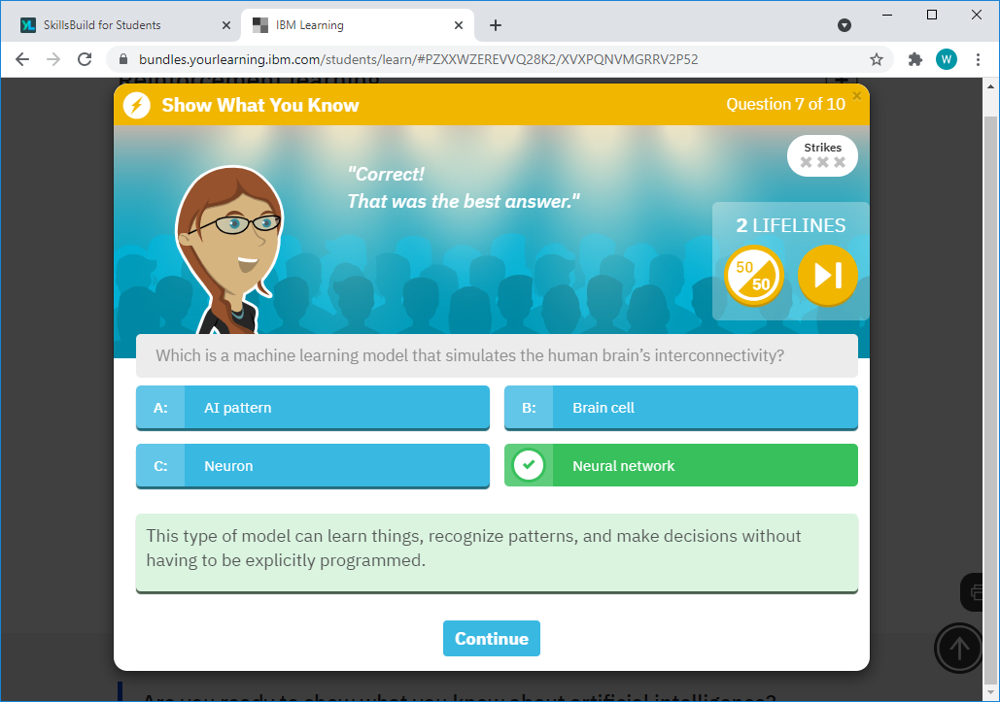 SkillsBuild for Students
IBM Learning
bundles.yourlearning.ibm.com/students/learn/#PZXXWZEREVVQ28K2/XVXPQNVMGRRV2P52
W
Reinforcement learning
Show What You Know
Question 7 of 10
Strikes
"Correct!
That was the best answer."
2 LIFELINES
50
50
Which is a machine learning model that simulates the human brain’s interconnectivity?
A: AI pattern
B: Brain cell
C: Neuron
Neural network
This type of model can learn things, recognize patterns, and make decisions without
having to be explicitly programmed.
Continue
Are you ready to show what you know about artificial intelligence?